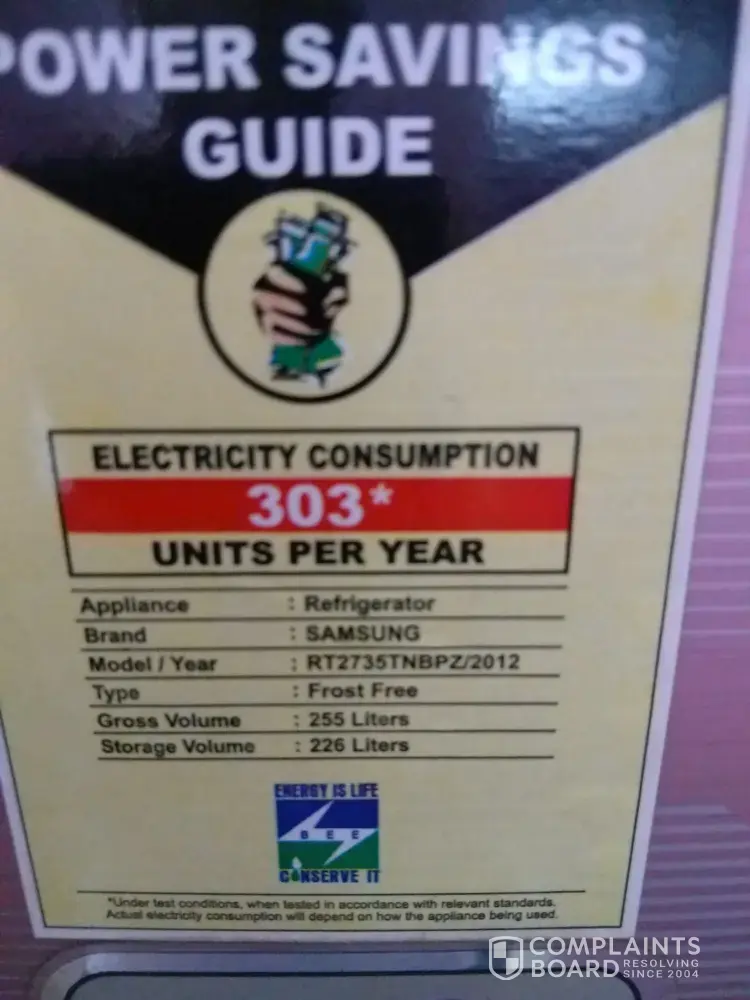 POWER SAVINGS
GUIDE
ELECTRICITY CONSUMPTION
303*
UNITS PER YEAR
Appliance : Refrigerator
Brand : SAMSUNG
Model / Year : RT2735TNBPZ/2012
Type : Frost Free
Gross Volume : 255 Liters
Storage Volume : 226 Liters
ENERGY IS LIFE
BEE
CONSERVE IT
*Under test conditions, when tested in accordance with relevant standards.
Actual electricity consumption will depend on how the appliance being used.
COMPLAINTS
BOARD RESOLVING
SINCE 2004